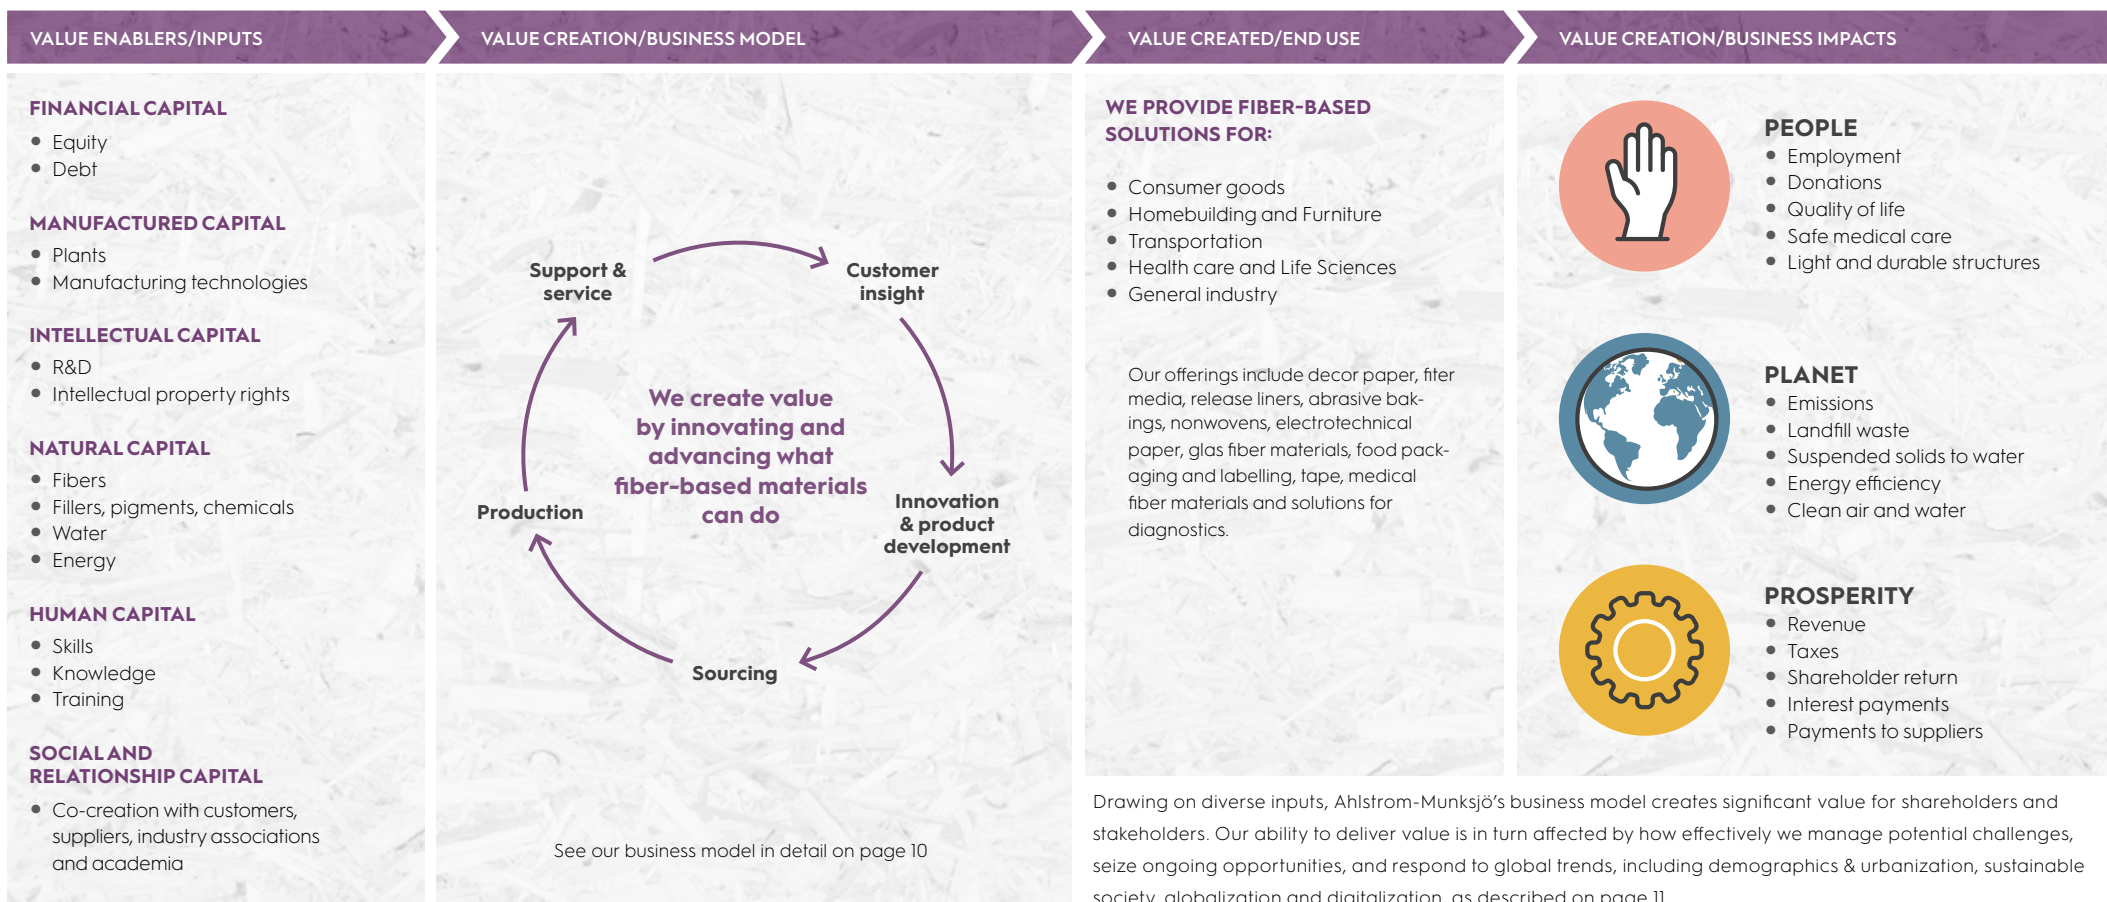 VALUE ENABLERS/INPUTS
VALUE CREATION/BUSINESS MODEL
VALUE CREATED/END USE
VALUE CREATION/BUSINESS IMPACTS
FINANCIAL CAPITAL
• Equity
• Debt
MANUFACTURED CAPITAL
• Plants
• Manufacturing technologies
INTELLECTUAL CAPITAL
• R&D
• Intellectual property rights
NATURAL CAPITAL
• Fibers
• Fillers, pigments, chemicals
• Water
• Energy
HUMAN CAPITAL
• Skills
• Knowledge
• Training
SOCIAL AND
RELATIONSHIP CAPITAL
• Co-creation with customers,
suppliers, industry associations
and academia
Support &
service
Customer
insight
Innovation
& product
development
Sourcing
Production
We create value
by innovating and
advancing what
fiber-based materials
can do
See our business model in detail on page 10
WE PROVIDE FIBER-BASED
SOLUTIONS FOR:
• Consumer goods
• Homebuilding and Furniture
• Transportation
• Health care and Life Sciences
• General industry
Our offerings include decor paper, fiter
media, release liners, abrasive bak-
ings, nonwovens, electrotechnical
paper, glas fiber materials, food pack-
aging and labelling, tape, medical
fiber materials and solutions for
diagnostics.
PEOPLE
• Employment
• Donations
• Quality of life
• Safe medical care
• Light and durable structures
PLANET
• Emissions
• Landfill waste
• Suspended solids to water
• Energy efficiency
• Clean air and water
PROSPERITY
• Revenue
• Taxes
• Shareholder return
• Interest payments
• Payments to suppliers
Drawing on diverse inputs, Ahlstrom-Munksjö's business model creates significant value for shareholders and
stakeholders. Our ability to deliver value is in turn affected by how effectively we manage potential challenges,
seize ongoing opportunities, and respond to global trends, including demographics & urbanization, sustainable
society, globalization and digitalization, as described on page 11